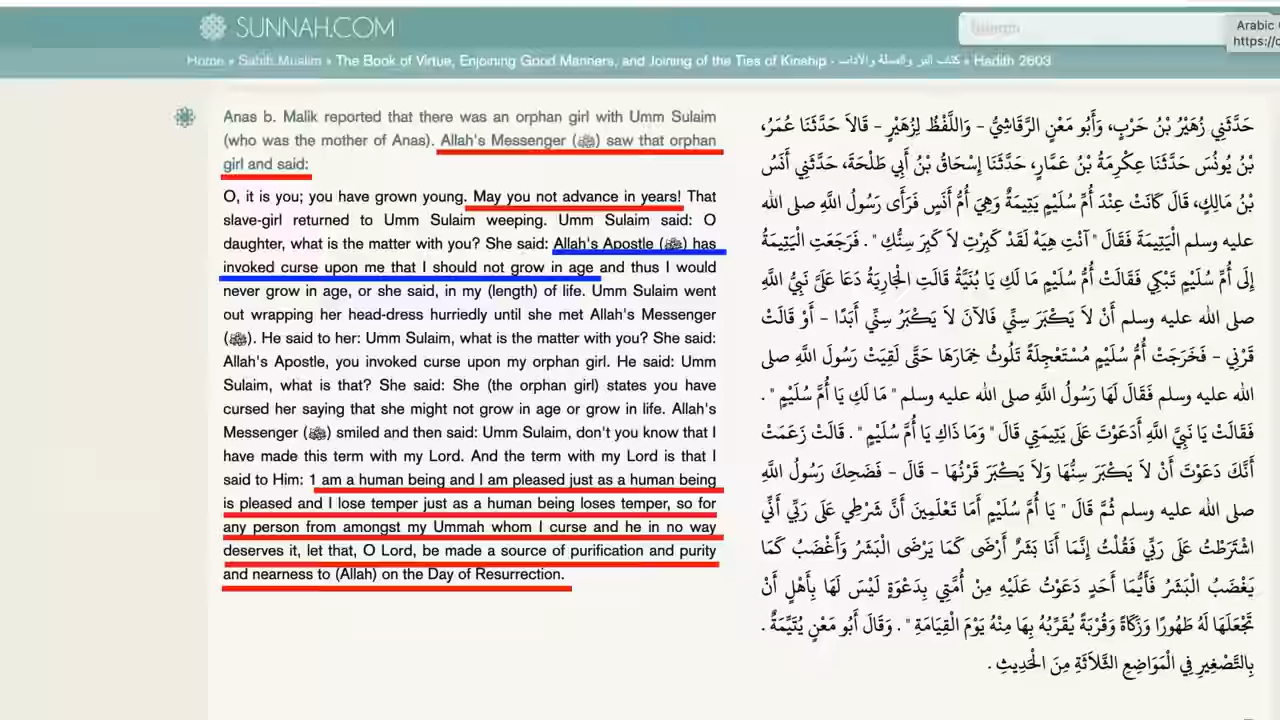 SUNNAH.COM
Arabic
https://
Home » Sahih Muslim » The Book of Virtue, Enjoining Good Manners, and Joining of the Ties of Kinship - كتاب البر والصلة والآداب » Hadith 2603
Anas b. Malik reported that there was an orphan girl with Umm Sulaim
(who was the mother of Anas). Allah's Messenger (ﷺ) saw that orphan
girl and said:
O, it is you; you have grown young. May you not advance in years! That
slave-girl returned to Umm Sulaim weeping. Umm Sulaim said: O
daughter, what is the matter with you? She said: Allah's Apostle (ﷺ) has
invoked curse upon me that I should not grow in age and thus I would
never grow in age, or she said, in my (length) of life. Umm Sulaim went
out wrapping her head-dress hurriedly until she met Allah's Messenger
(ﷺ). He said to her: Umm Sulaim, what is the matter with you? She said:
Allah's Apostle, you invoked curse upon my orphan girl. He said: Umm
Sulaim, what is that? She said: She (the orphan girl) states you have
cursed her saying that she might not grow in age or grow in life. Allah's
Messenger (ﷺ) smiled and then said: Umm Sulaim, don't you know that I
have made this term with my Lord. And the term with my Lord is that I
said to Him: 1 am a human being and I am pleased just as a human being
is pleased and I lose temper just as a human being loses temper, so for
any person from amongst my Ummah whom I curse and he in no way
deserves it, let that, O Lord, be made a source of purification and purity
and nearness to (Allah) on the Day of Resurrection.
حَدَّثَنِي زُهَيْرُ بْنُ حَرْبٍ، وَأَبُو مَعْنٍ الرَّقَاشِيُّ - وَاللَّفْظُ لِزُهَيْرٍ - قَالاَ حَدَّثَنَا عُمَرُ،
بْنُ يُونُسَ حَدَّثَنَا عِكْرِمَةُ بْنُ عَمَّارٍ، حَدَّثَنَا إِسْحَاقُ بْنُ أَبِي طَلْحَةَ، حَدَّثَنِي أَنَسُ
بْنُ مَالِكٍ، قَالَ كَانَتْ عِنْدَ أُمِّ سُلَيْمٍ يَتِيمَةٌ وَهِيَ أُمُّ أَنَسٍ فَرَأَى رَسُولُ اللَّهِ صلى الله
عليه وسلم الْيَتِيمَةَ فَقَالَ " آنْتِ هِيَهْ لَقَدْ كَبِرْتِ لاَ كَبِرَ سِنُّكِ " . فَرَجَعَتِ الْيَتِيمَةُ
إِلَى أُمِّ سُلَيْمٍ تَبْكِي فَقَالَتْ أُمُّ سُلَيْمٍ مَا لَكِ يَا بُنَيَّةُ قَالَتِ الْجَارِيَةُ دَعَا عَلَىَّ نَبِيُّ اللَّهِ
صلى الله عليه وسلم أَنْ لاَ يَكْبَرَ سِنِّي فَالآنَ لاَ يَكْبَرُ سِنِّي أَبَدًا - أَوْ قَالَتْ
قَرْنِي - فَخَرَجَتْ أُمُّ سُلَيْمٍ مُسْتَعْجِلَةً تَلُوثُ خِمَارَهَا حَتَّى لَقِيَتْ رَسُولَ اللَّهِ صلى
الله عليه وسلم فَقَالَ لَهَا رَسُولُ اللَّهِ صلى الله عليه وسلم " مَا لَكِ يَا أُمَّ سُلَيْمٍ " .
فَقَالَتْ يَا نَبِيَّ اللَّهِ أَدَعَوْتَ عَلَى يَتِيمَتِي قَالَ " وَمَا ذَاكِ يَا أُمَّ سُلَيْمٍ " . قَالَتْ زَعَمَتْ
أَنَّكَ دَعَوْتَ أَنْ لاَ يَكْبَرَ سِنُّهَا وَلاَ يَكْبَرَ قَرْنُهَا - قَالَ - فَضَحِكَ رَسُولُ اللَّهِ
صلى الله عليه وسلم ثُمَّ قَالَ " يَا أُمَّ سُلَيْمٍ أَمَا تَعْلَمِينَ أَنَّ شَرْطِي عَلَى رَبِّي أَنِّي
اشْتَرَطْتُ عَلَى رَبِّي فَقُلْتُ إِنَّمَا أَنَا بَشَرٌ أَرْضَى كَمَا يَرْضَى الْبَشَرُ وَأَغْضَبُ كَمَا
يَغْضَبُ الْبَشَرُ فَأَيُّمَا أَحَدٍ دَعَوْتُ عَلَيْهِ مِنْ أُمَّتِي بِدَعْوَةٍ لَيْسَ لَهَا بِأَهْلٍ أَنْ
تَجْعَلَهَا لَهُ طَهُورًا وَزَكَاةً وَقُرْبَةً يُقَرِّبُهُ بِهَا مِنْهُ يَوْمَ الْقِيَامَةِ " . وَقَالَ أَبُو مَعْنٍ يُتَيِّمَةٌ .
بِالتَّصْغِيرِ فِي الْمَوَاضِعِ الثَّلاَثَةِ مِنَ الْحَدِيثِ .